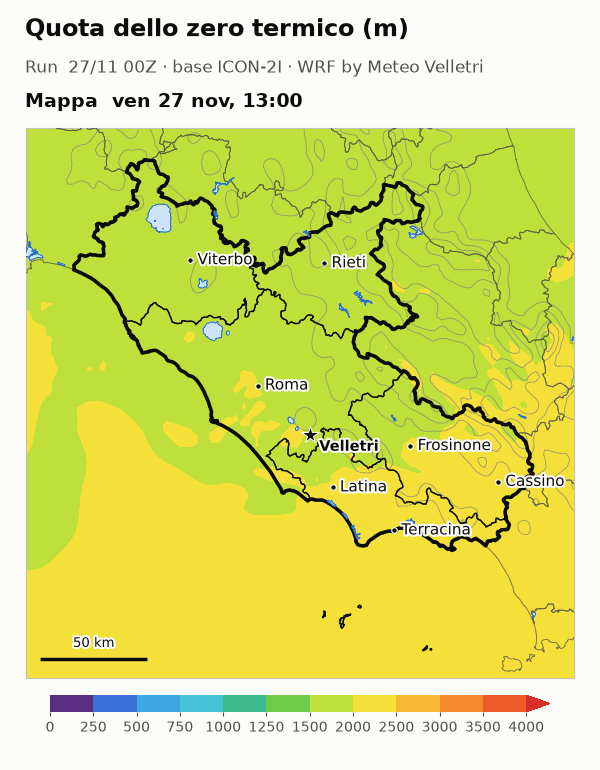 Quota dello zero termico (m)
Run  27/11 00Z · base ICON-2I · WRF by Meteo Velletri
Mappa  ven 27 nov, 13:00
Viterbo
Rieti
Roma
Velletri
Frosinone
Cassino
Latina
Terracina
50 km
0 250 500 750 1000 1250 1500 2000 2500 3000 3500 4000